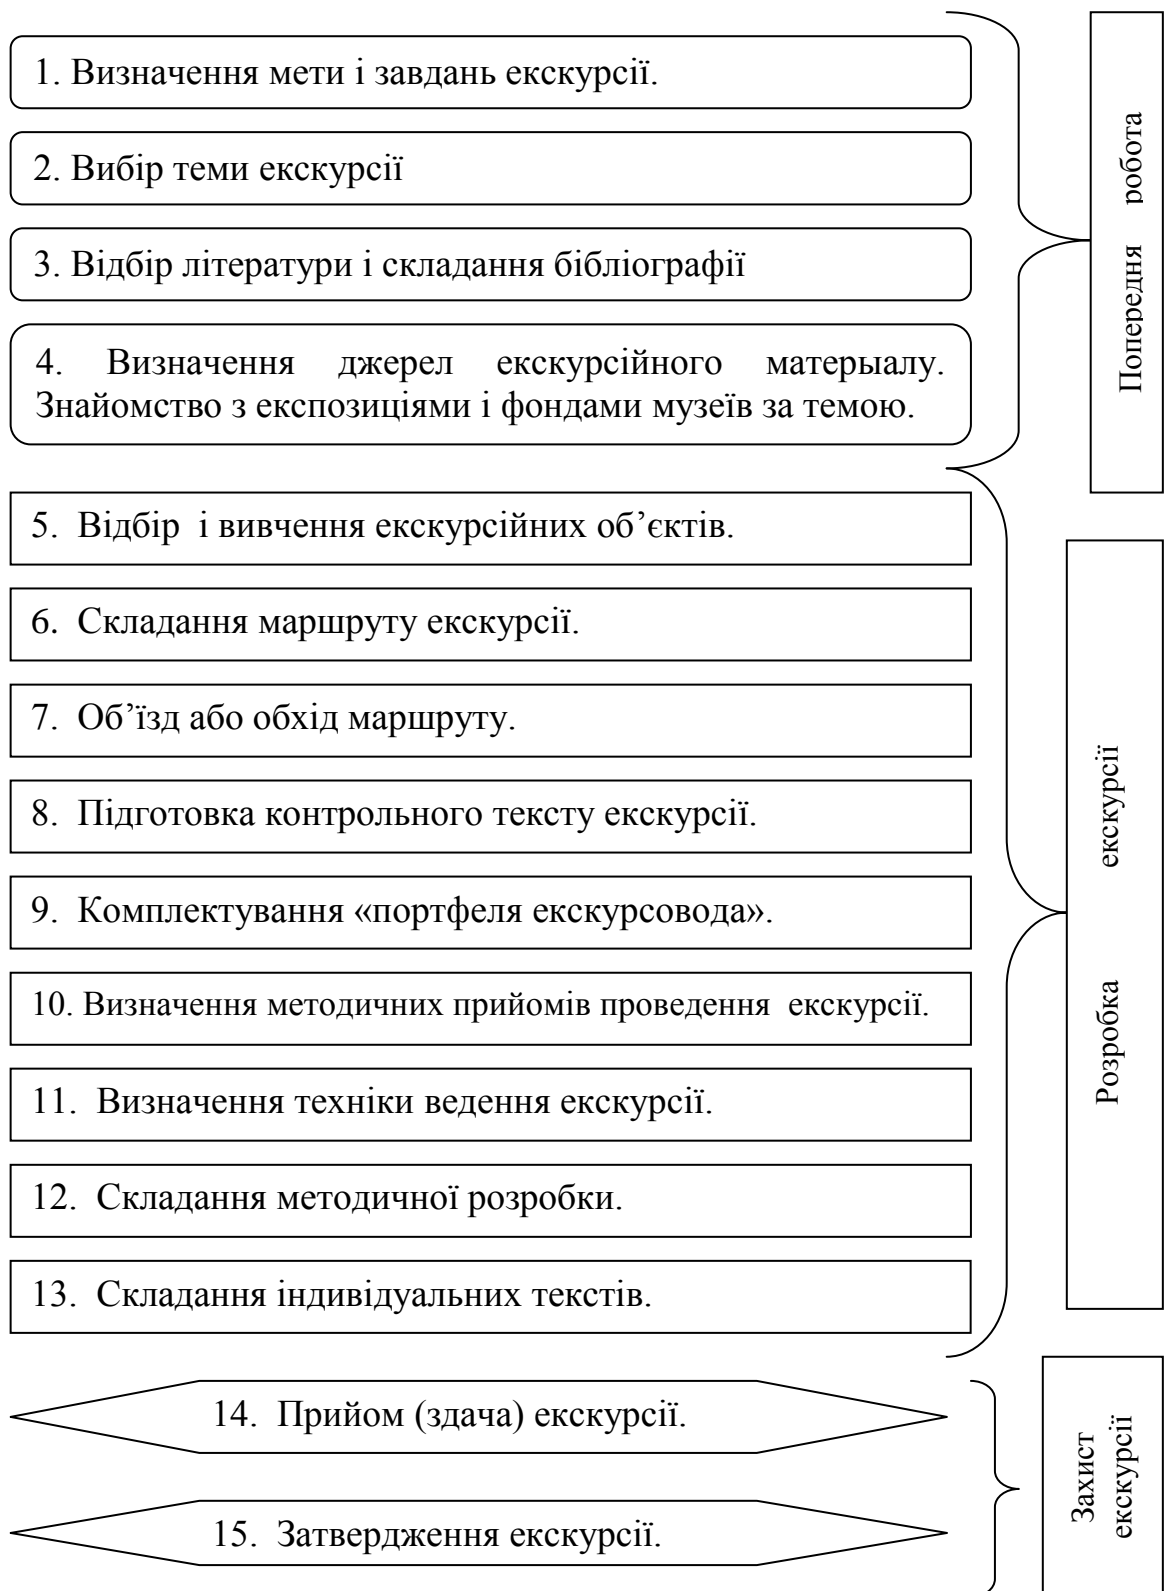 1. Визначення мети і завдань екскурсії.
2. Вибір теми екскурсії
3. Відбір літератури і складання бібліографії
4. Визначення джерел екскурсійного матерыалу.
Знайомство з експозиціями і фондами музеїв за темою.
Попередня робота
5. Відбір і вивчення екскурсійних об’єктів.
6. Складання маршруту екскурсії.
7. Об’їзд або обхід маршруту.
8. Підготовка контрольного тексту екскурсії.
9. Комплектування «портфеля екскурсовода».
10. Визначення методичних прийомів проведення екскурсії.
11. Визначення техніки ведення екскурсії.
12. Складання методичної розробки.
13. Складання індивідуальних текстів.
Розробка екскурсії
14. Прийом (здача) екскурсії.
15. Затвердження екскурсії.
Захист
екскурсії